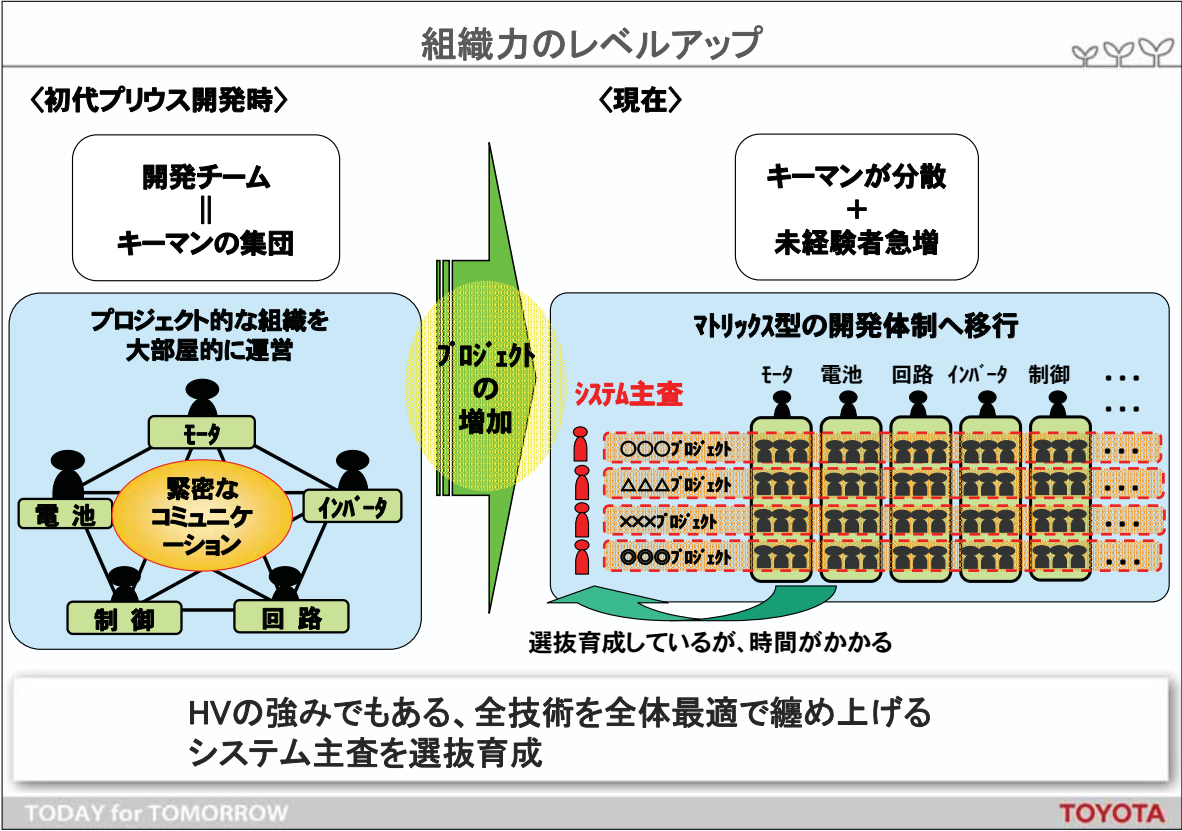 組織力のレベルアップ
〈初代プリウス開発時〉
開発チーム
||
キーマンの集団
プロジェクト的な組織を
大部屋的に運営
モータ
電 池
インバータ
緊密な
コミュニケ
ーション
制 御
回 路
プロジェクト
の
増加
〈現在〉
キーマンが分散
＋
未経験者急増
マトリックス型の開発体制へ移行
システム主査
モータ 電池 回路 インバータ 制御 ･･･
･･･
○○○プロジェクト ･･･
△△△プロジェクト ･･･
×××プロジェクト ･･･
◎◎◎プロジェクト ･･･
選抜育成しているが、時間がかかる
HVの強みでもある、全技術を全体最適で纏め上げる
システム主査を選抜育成
TODAY for TOMORROW
TOYOTA